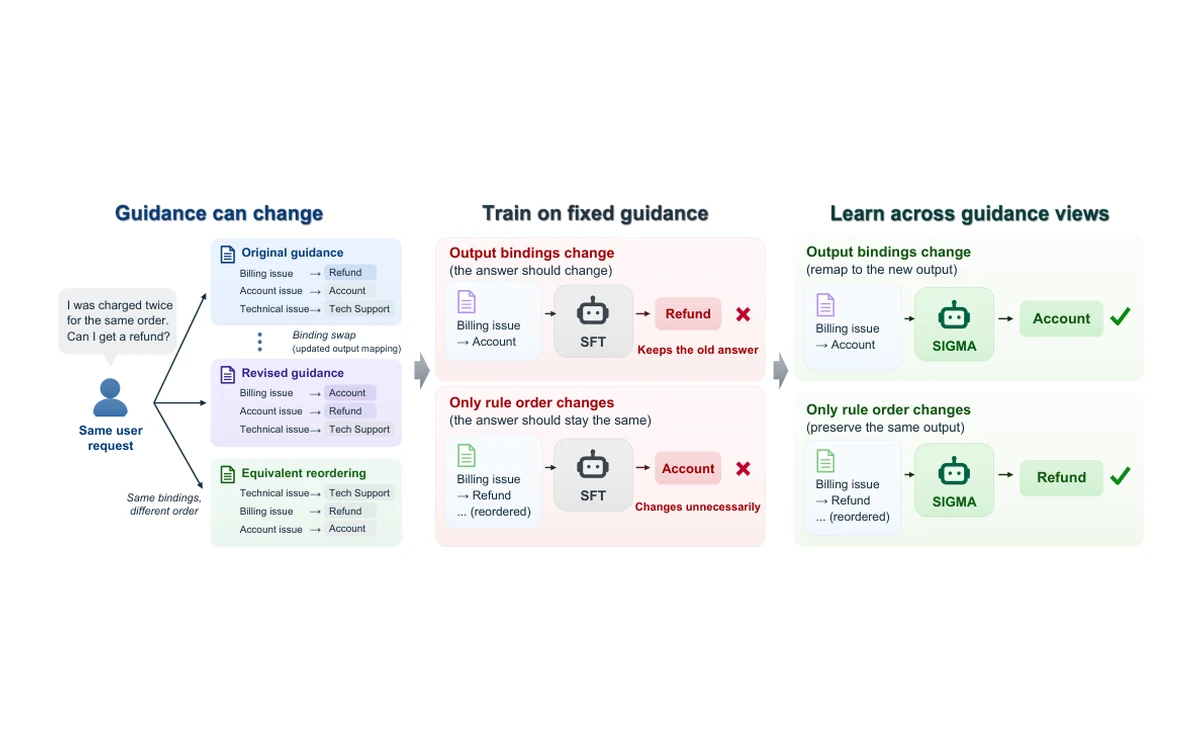 Guidance can change
I was charged twice
for the same order.
Can I get a refund?
Same user
request
Same bindings,
different order
Original guidance
Billing issue → Refund
Account issue → Account
Technical issue → Tech Support
Binding swap
(updated output mapping)
Revised guidance
Billing issue → Account
Account issue → Refund
Technical issue → Tech Support
Equivalent reordering
Technical issue → Tech Support
Billing issue → Refund
Account issue → Account
Train on fixed guidance
Output bindings change
(the answer should change)
Billing issue
→ Account
SFT
Refund
Keeps the old answer
Only rule order changes
(the answer should stay the same)
Billing issue
→ Refund
... (reordered)
SFT
Account
Changes unnecessarily
Learn across guidance views
Output bindings change
(remap to the new output)
Billing issue
→ Account
SIGMA
Account
Only rule order changes
(preserve the same output)
Billing issue
→ Refund
... (reordered)
SIGMA
Refund